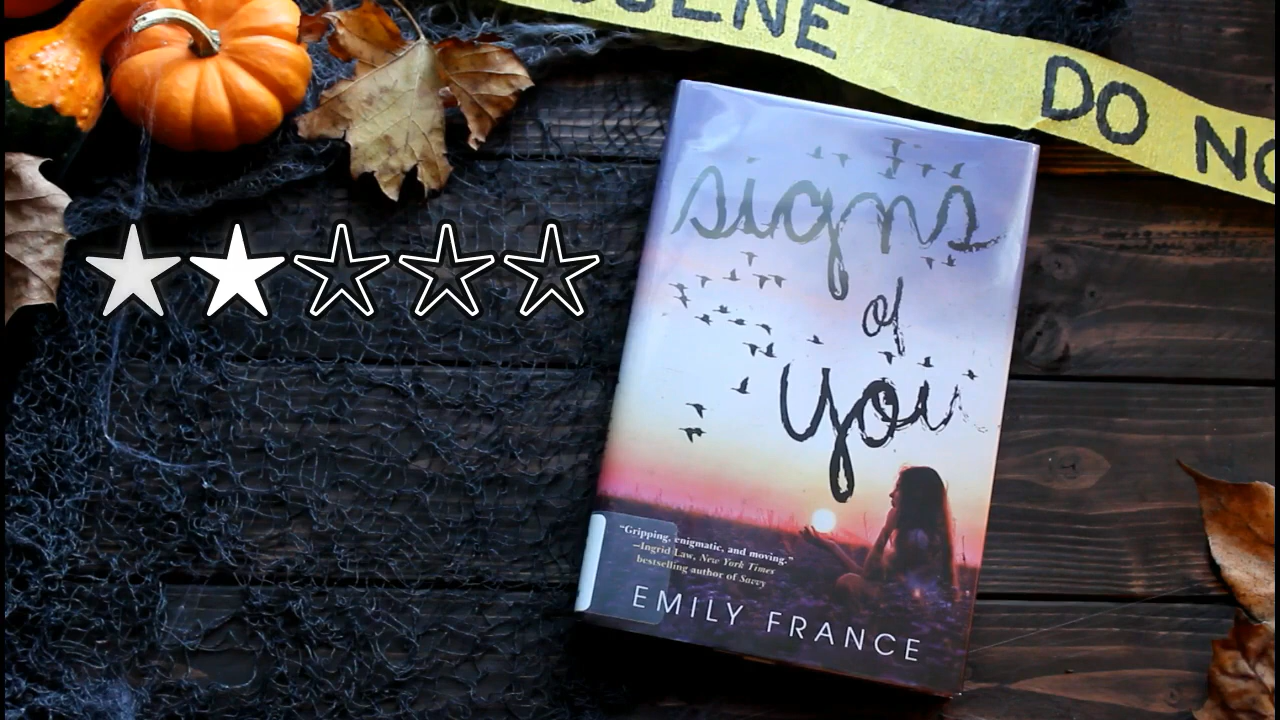 SCENE
DO NO
signs
of
you
“Gripping, enigmatic, and moving.”
—Ingrid Law, New York Times
bestselling author of Savvy
EMILY FRANCE